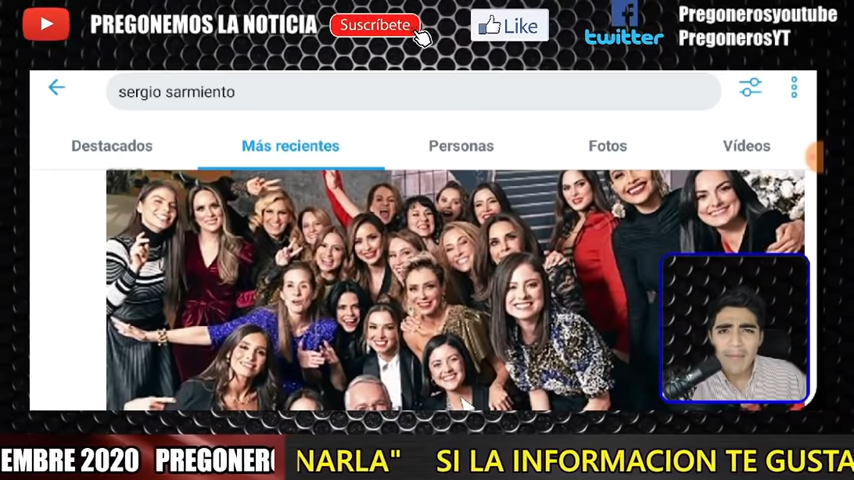 PREGONEMOS LA NOTICIA
Suscríbete
Like
twitter
Pregonerosyoutube
PregonerosYT
sergio sarmiento
Destacados
Más recientes
Personas
Fotos
Vídeos
EMBRE 2020 PREGONER
NARLA" SI LA INFORMACION TE GUSTA